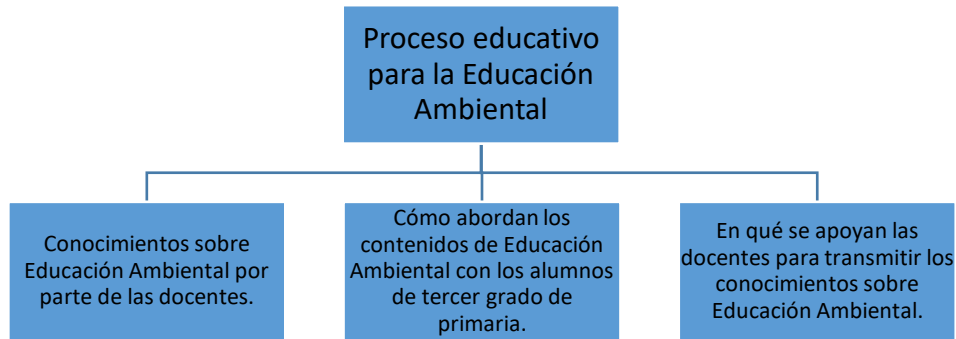 Proceso educativo
para la Educación
Ambiental
Conocimientos sobre
Educación Ambiental por
parte de las docentes.
Cómo abordan los
contenidos de Educación
Ambiental con los alumnos
de tercer grado de
primaria.
En qué se apoyan las
docentes para transmitir los
conocimientos sobre
Educación Ambiental.